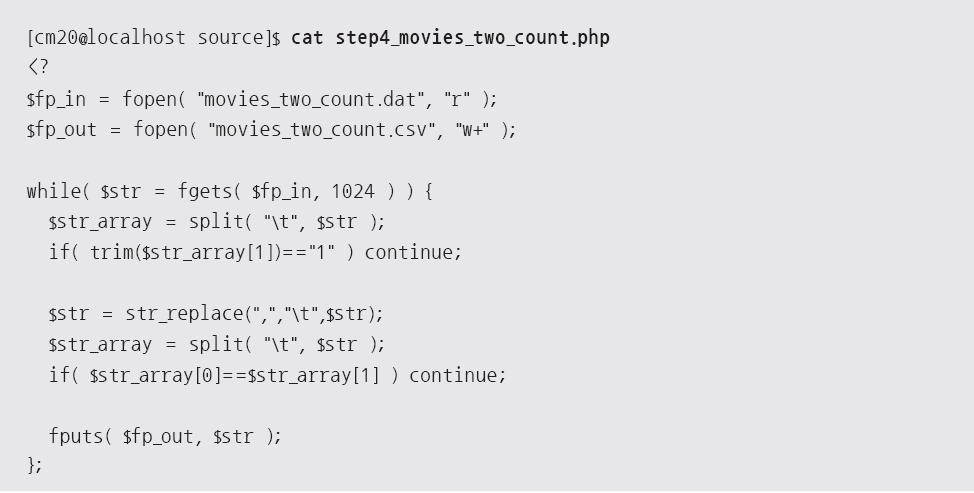 [cm20@localhost source]$ cat step4_movies_two_count.php
<?
$fp_in = fopen( "movies_two_count.dat", "r" );
$fp_out = fopen( "movies_two_count.csv", "w+" );
while( $str = fgets( $fp_in, 1024 ) ) {
$str_array = split( "\t", $str );
if( trim($str_array[1])=="1" ) continue;
$str = str_replace(",","\t",$str);
$str_array = split( "\t", $str );
if( $str_array[0]==$str_array[1] ) continue;
fputs( $fp_out, $str );
};